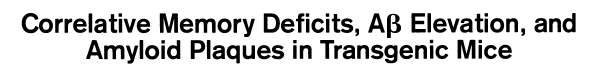 Correlative Memory Deficits, Aβ Elevation, and
Amyloid Plaques in Transgenic Mice